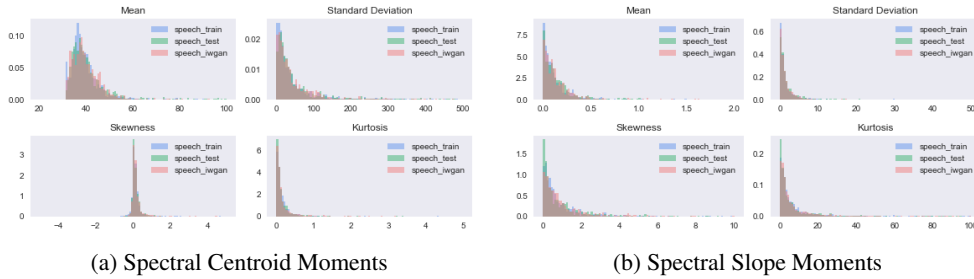 Mean
speech_train
speech_test
speech_iwgan
0.10
0.05
0.00
20 40 60 80 100
Standard Deviation
speech_train
speech_test
speech_iwgan
0.02
0.01
0.00
0 100 200 300 400 500
Skewness
speech_train
speech_test
speech_iwgan
3
2
1
0
−4 −2 0 2 4
Kurtosis
speech_train
speech_test
speech_iwgan
6
4
2
0
0 1 2 3 4 5
(a) Spectral Centroid Moments
Mean
speech_train
speech_test
speech_iwgan
7.5
5.0
2.5
0.0
0.0 0.5 1.0 1.5 2.0
Standard Deviation
speech_train
speech_test
speech_iwgan
0.6
0.4
0.2
0.0
0 10 20 30 40 50
Skewness
speech_train
speech_test
speech_iwgan
1.5
1.0
0.5
0.0
0 2 4 6 8 10
Kurtosis
speech_train
speech_test
speech_iwgan
0.2
0.1
0.0
0 20 40 60 80 100
(b) Spectral Slope Moments